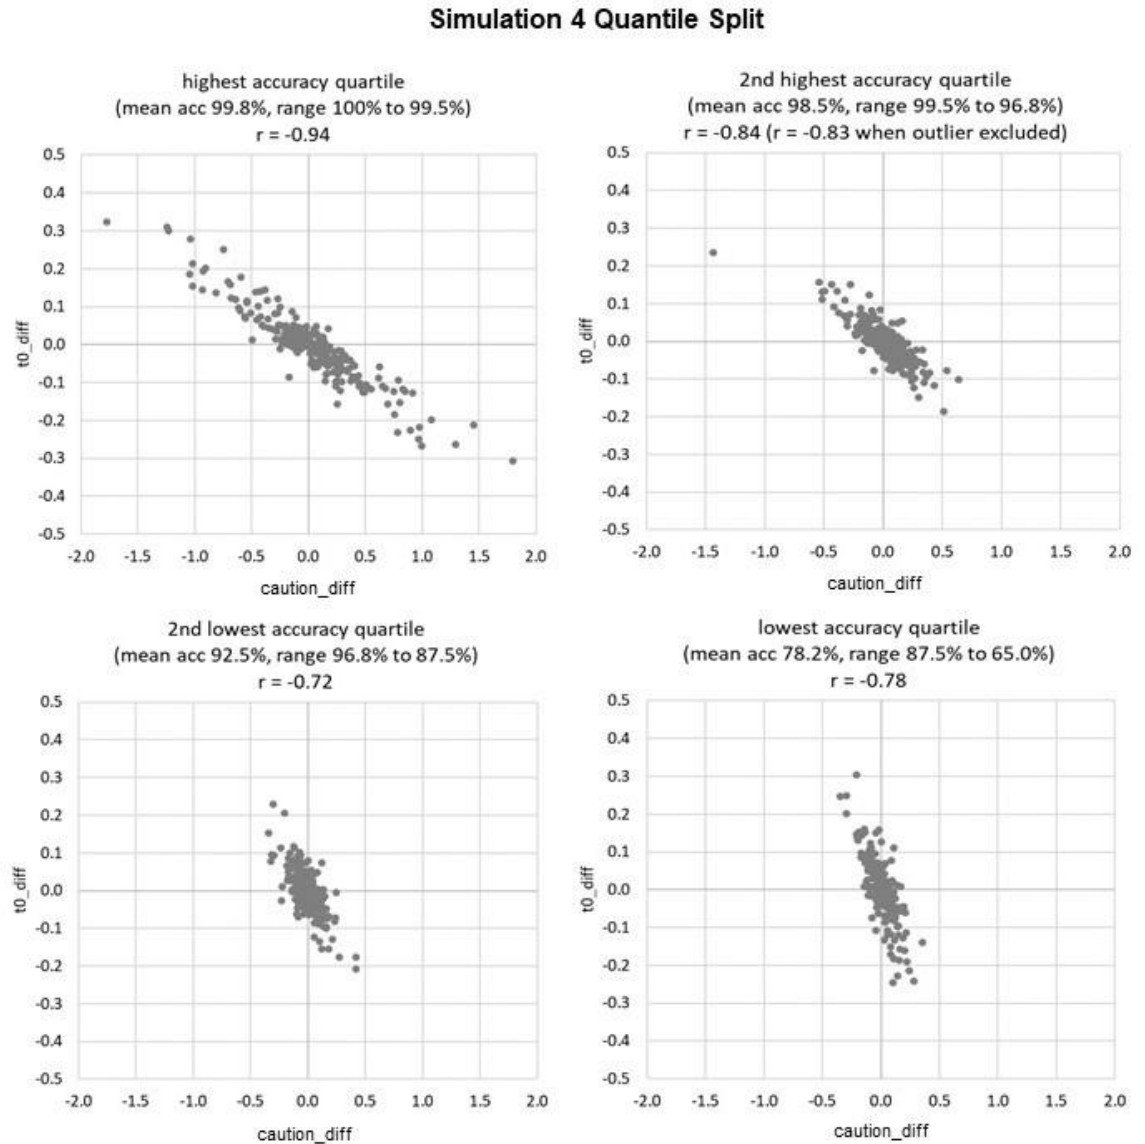 Simulation 4 Quantile Split
highest accuracy quartile
(mean acc 99.8%, range 100% to 99.5%)
r = -0.94
0.5
0.4
0.3
0.2
0.1
0.0
-0.1
-0.2
-0.3
-0.4
-0.5
t0_diff
-2.0 -1.5 -1.0 -0.5 0.0 0.5 1.0 1.5 2.0
caution_diff
2nd highest accuracy quartile
(mean acc 98.5%, range 99.5% to 96.8%)
r = -0.84 (r = -0.83 when outlier excluded)
0.5
0.4
0.3
0.2
0.1
0.0
-0.1
-0.2
-0.3
-0.4
-0.5
t0_diff
-2.0 -1.5 -1.0 -0.5 0.0 0.5 1.0 1.5 2.0
caution_diff
2nd lowest accuracy quartile
(mean acc 92.5%, range 96.8% to 87.5%)
r = -0.72
0.5
0.4
0.3
0.2
0.1
0.0
-0.1
-0.2
-0.3
-0.4
-0.5
t0_diff
-2.0 -1.5 -1.0 -0.5 0.0 0.5 1.0 1.5 2.0
caution_diff
lowest accuracy quartile
(mean acc 78.2%, range 87.5% to 65.0%)
r = -0.78
0.5
0.4
0.3
0.2
0.1
0.0
-0.1
-0.2
-0.3
-0.4
-0.5
t0_diff
-2.0 -1.5 -1.0 -0.5 0.0 0.5 1.0 1.5 2.0
caution_diff